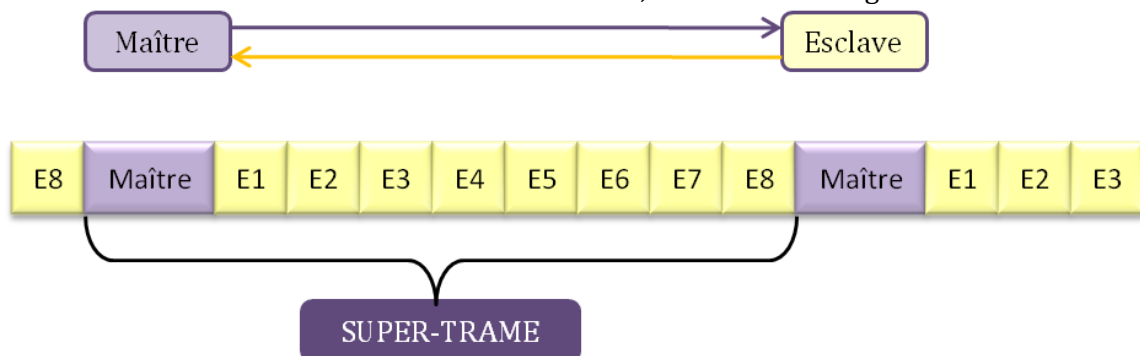 Maître Esclave
E8 Maître E1 E2 E3 E4 E5 E6 E7 E8 Maître E1 E2 E3
SUPER-TRAME